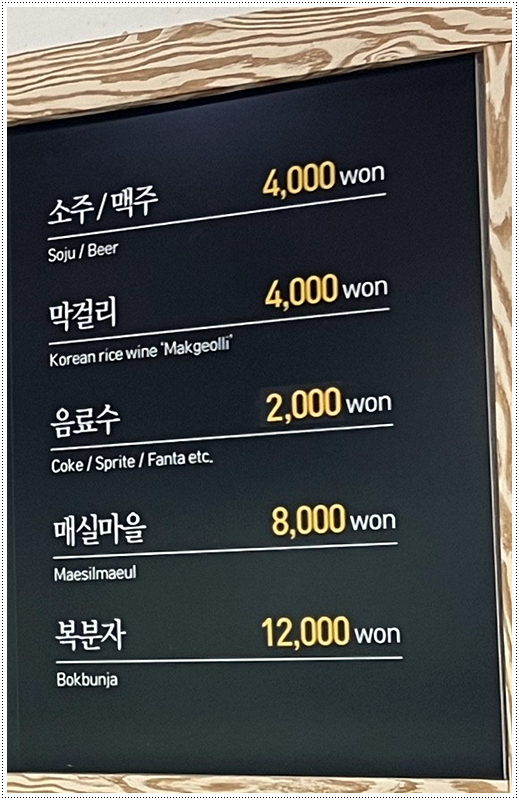 소주 / 맥주 4,000 won
Soju / Beer
막걸리 4,000 won
Korean rice wine 'Makgeolli'
음료수 2,000 won
Coke / Sprite / Fanta etc.
매실마을 8,000 won
Maesilmaeul
복분자 12,000 won
Bokbunja